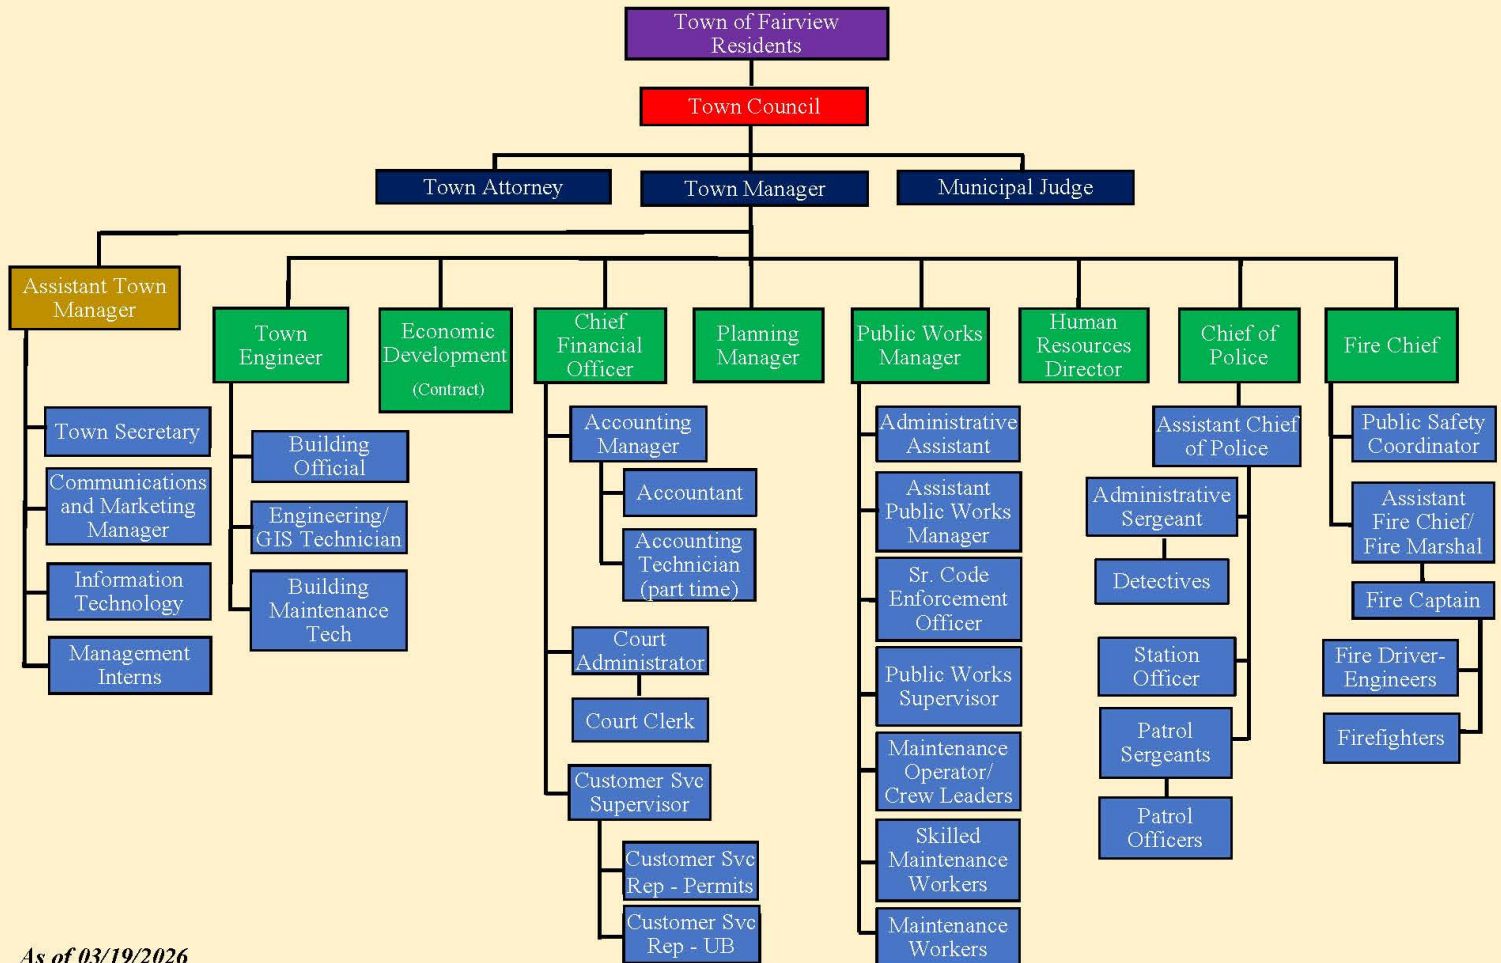 Town of Fairview
Residents
Town Council
Town Attorney
Town Manager
Municipal Judge
Assistant Town
Manager
Town
Engineer
Economic
Development
(Contract)
Chief
Financial
Officer
Planning
Manager
Public Works
Manager
Human
Resources
Director
Chief of
Police
Fire Chief
Town Secretary
Communications
and Marketing
Manager
Information
Technology
Management
Interns
Building
Official
Engineering/
GIS Technician
Building
Maintenance
Tech
Accounting
Manager
Accountant
Accounting
Technician
(part time)
Court
Administrator
Court Clerk
Customer Svc
Supervisor
Customer Svc
Rep - Permits
Customer Svc
Rep - UB
Administrative
Assistant
Assistant
Public Works
Manager
Sr. Code
Enforcement
Officer
Public Works
Supervisor
Maintenance
Operator/
Crew Leaders
Skilled
Maintenance
Workers
Maintenance
Workers
Assistant Chief
of Police
Administrative
Sergeant
Detectives
Station
Officer
Patrol
Sergeants
Patrol
Officers
Public Safety
Coordinator
Assistant
Fire Chief/
Fire Marshal
Fire Captain
Fire Driver-
Engineers
Firefighters
As of 03/19/2026